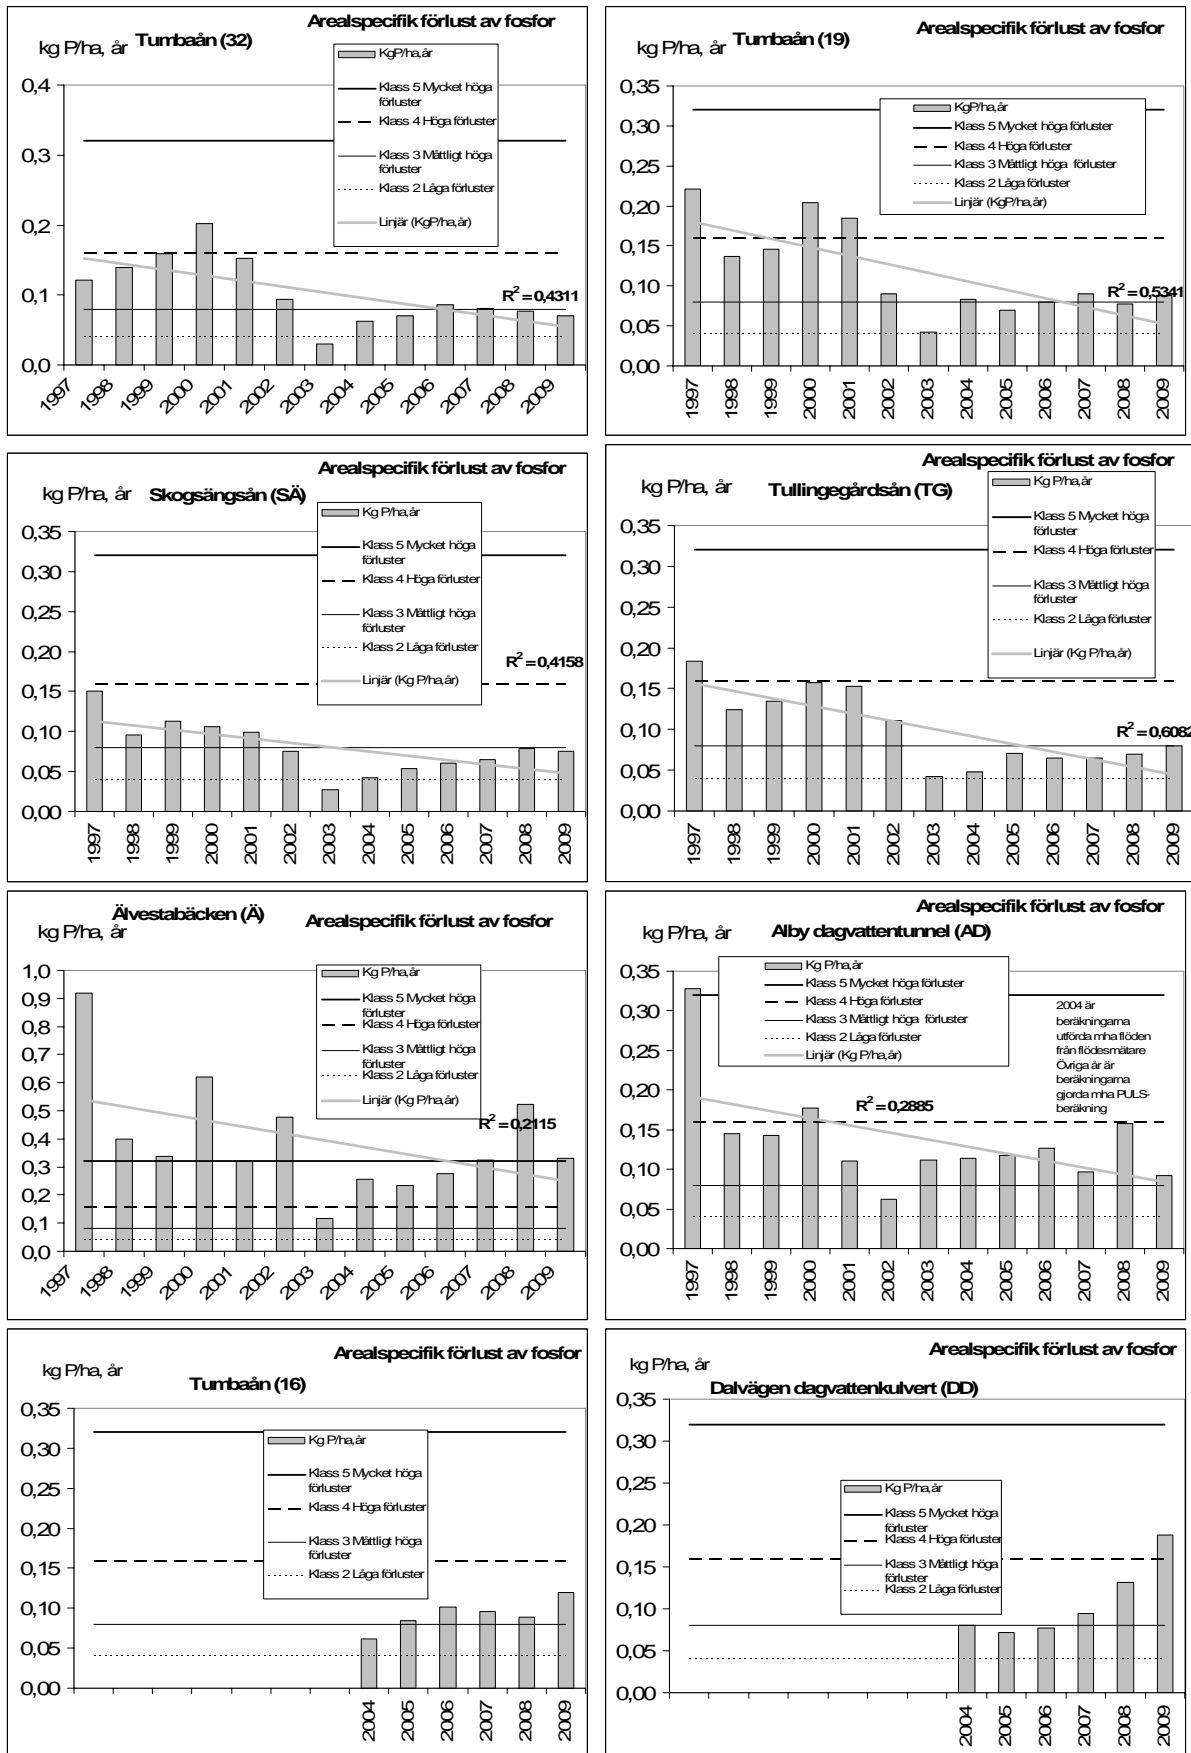 Arealspecifik förlust av fosfor
kg P/ha, år
Tumbaån (32)
KgP/ha,år
Klass 5 Mycket höga
förluster
Klass 4 Höga förluster
Klass 3 Måttligt höga
förluster
Klass 2 Låga förluster
Linjär (KgP/ha,år)
0,4
0,3
0,2
0,1
0,0
R² = 0,4311
1997
1998
1999
2000
2001
2002
2003
2004
2005
2006
2007
2008
2009
Arealspecifik förlust av fosfor
kg P/ha, år
Tumbaån (19)
KgP/ha,år
Klass 5 Mycket höga förluster
Klass 4 Höga förluster
Klass 3 Måttligt höga förluster
Klass 2 Låga förluster
Linjär (KgP/ha,år)
0,35
0,30
0,25
0,20
0,15
0,10
0,05
0,00
R² = 0,5341
1997
1998
1999
2000
2001
2002
2003
2004
2005
2006
2007
2008
2009
Arealspecifik förlust av fosfor
kg P/ha, år
Skogsängsån (SÄ)
Kg P/ha,år
Klass 5 Mycket höga
förluster
Klass 4 Höga förluster
Klass 3 Måttligt höga
förluster
Klass 2 Låga förluster
Linjär (Kg P/ha,år)
0,35
0,30
0,25
0,20
0,15
0,10
0,05
0,00
R² = 0,4158
1997
1998
1999
2000
2001
2002
2003
2004
2005
2006
2007
2008
2009
Arealspecifik förlust av fosfor
kg P/ha, år
Tullingegårdsån (TG)
Kg P/ha,år
Klass 5 Mycket höga
förluster
Klass 4 Höga förluster
Klass 3 Måttligt höga
förluster
Klass 2 Låga förluster
Linjär (Kg P/ha,år)
0,35
0,30
0,25
0,20
0,15
0,10
0,05
0,00
R² = 0,6082
1997
1998
1999
2000
2001
2002
2003
2004
2005
2006
2007
2008
2009
Älvestabäcken (Ä)
Arealspecifik förlust av fosfor
kg P/ha, år
Kg P/ha,år
Klass 5 Mycket höga
förluster
Klass 4 Höga förluster
Klass 3 Måttligt höga
förluster
Klass 2 Låga förluster
Linjär (Kg P/ha,år)
1,0
0,9
0,8
0,7
0,6
0,5
0,4
0,3
0,2
0,1
0,0
R² = 0,2115
1997
1998
1999
2000
2001
2002
2003
2004
2005
2006
2007
2008
2009
Arealspecifik förlust av fosfor
kg P/ha, år
Alby dagvattentunnel (AD)
Kg P/ha,år
Klass 5 Mycket höga förluster
Klass 4 Höga förluster
Klass 3 Måttligt höga förluster
Klass 2 Låga förluster
Linjär (Kg P/ha,år)
2004 är
beräkningarna
utförda mha flöden
från flödesmätare
Övriga år är
beräkningarna
gjorda mha PULS-
beräkning
0,35
0,30
0,25
0,20
0,15
0,10
0,05
0,00
R² = 0,2885
1997
1998
1999
2000
2001
2002
2003
2004
2005
2006
2007
2008
2009
Arealspecifik förlust av fosfor
kg P/ha, år
Tumbaån (16)
Kg P/ha,år
Klass 5 Mycket höga
förluster
Klass 4 Höga förluster
Klass 3 Måttligt höga
förluster
Klass 2 Låga förluster
0,35
0,30
0,25
0,20
0,15
0,10
0,05
0,00
2004
2005
2006
2007
2008
2009
Arealspecifik förlust av fosfor
kg P/ha, år
Dalvägen dagvattenkulvert (DD)
Kg P/ha,år
Klass 5 Mycket höga
förluster
Klass 4 Höga förluster
Klass 3 Måttligt höga
förluster
Klass 2 Låga förluster
0,35
0,30
0,25
0,20
0,15
0,10
0,05
0,00
2004
2005
2006
2007
2008
2009